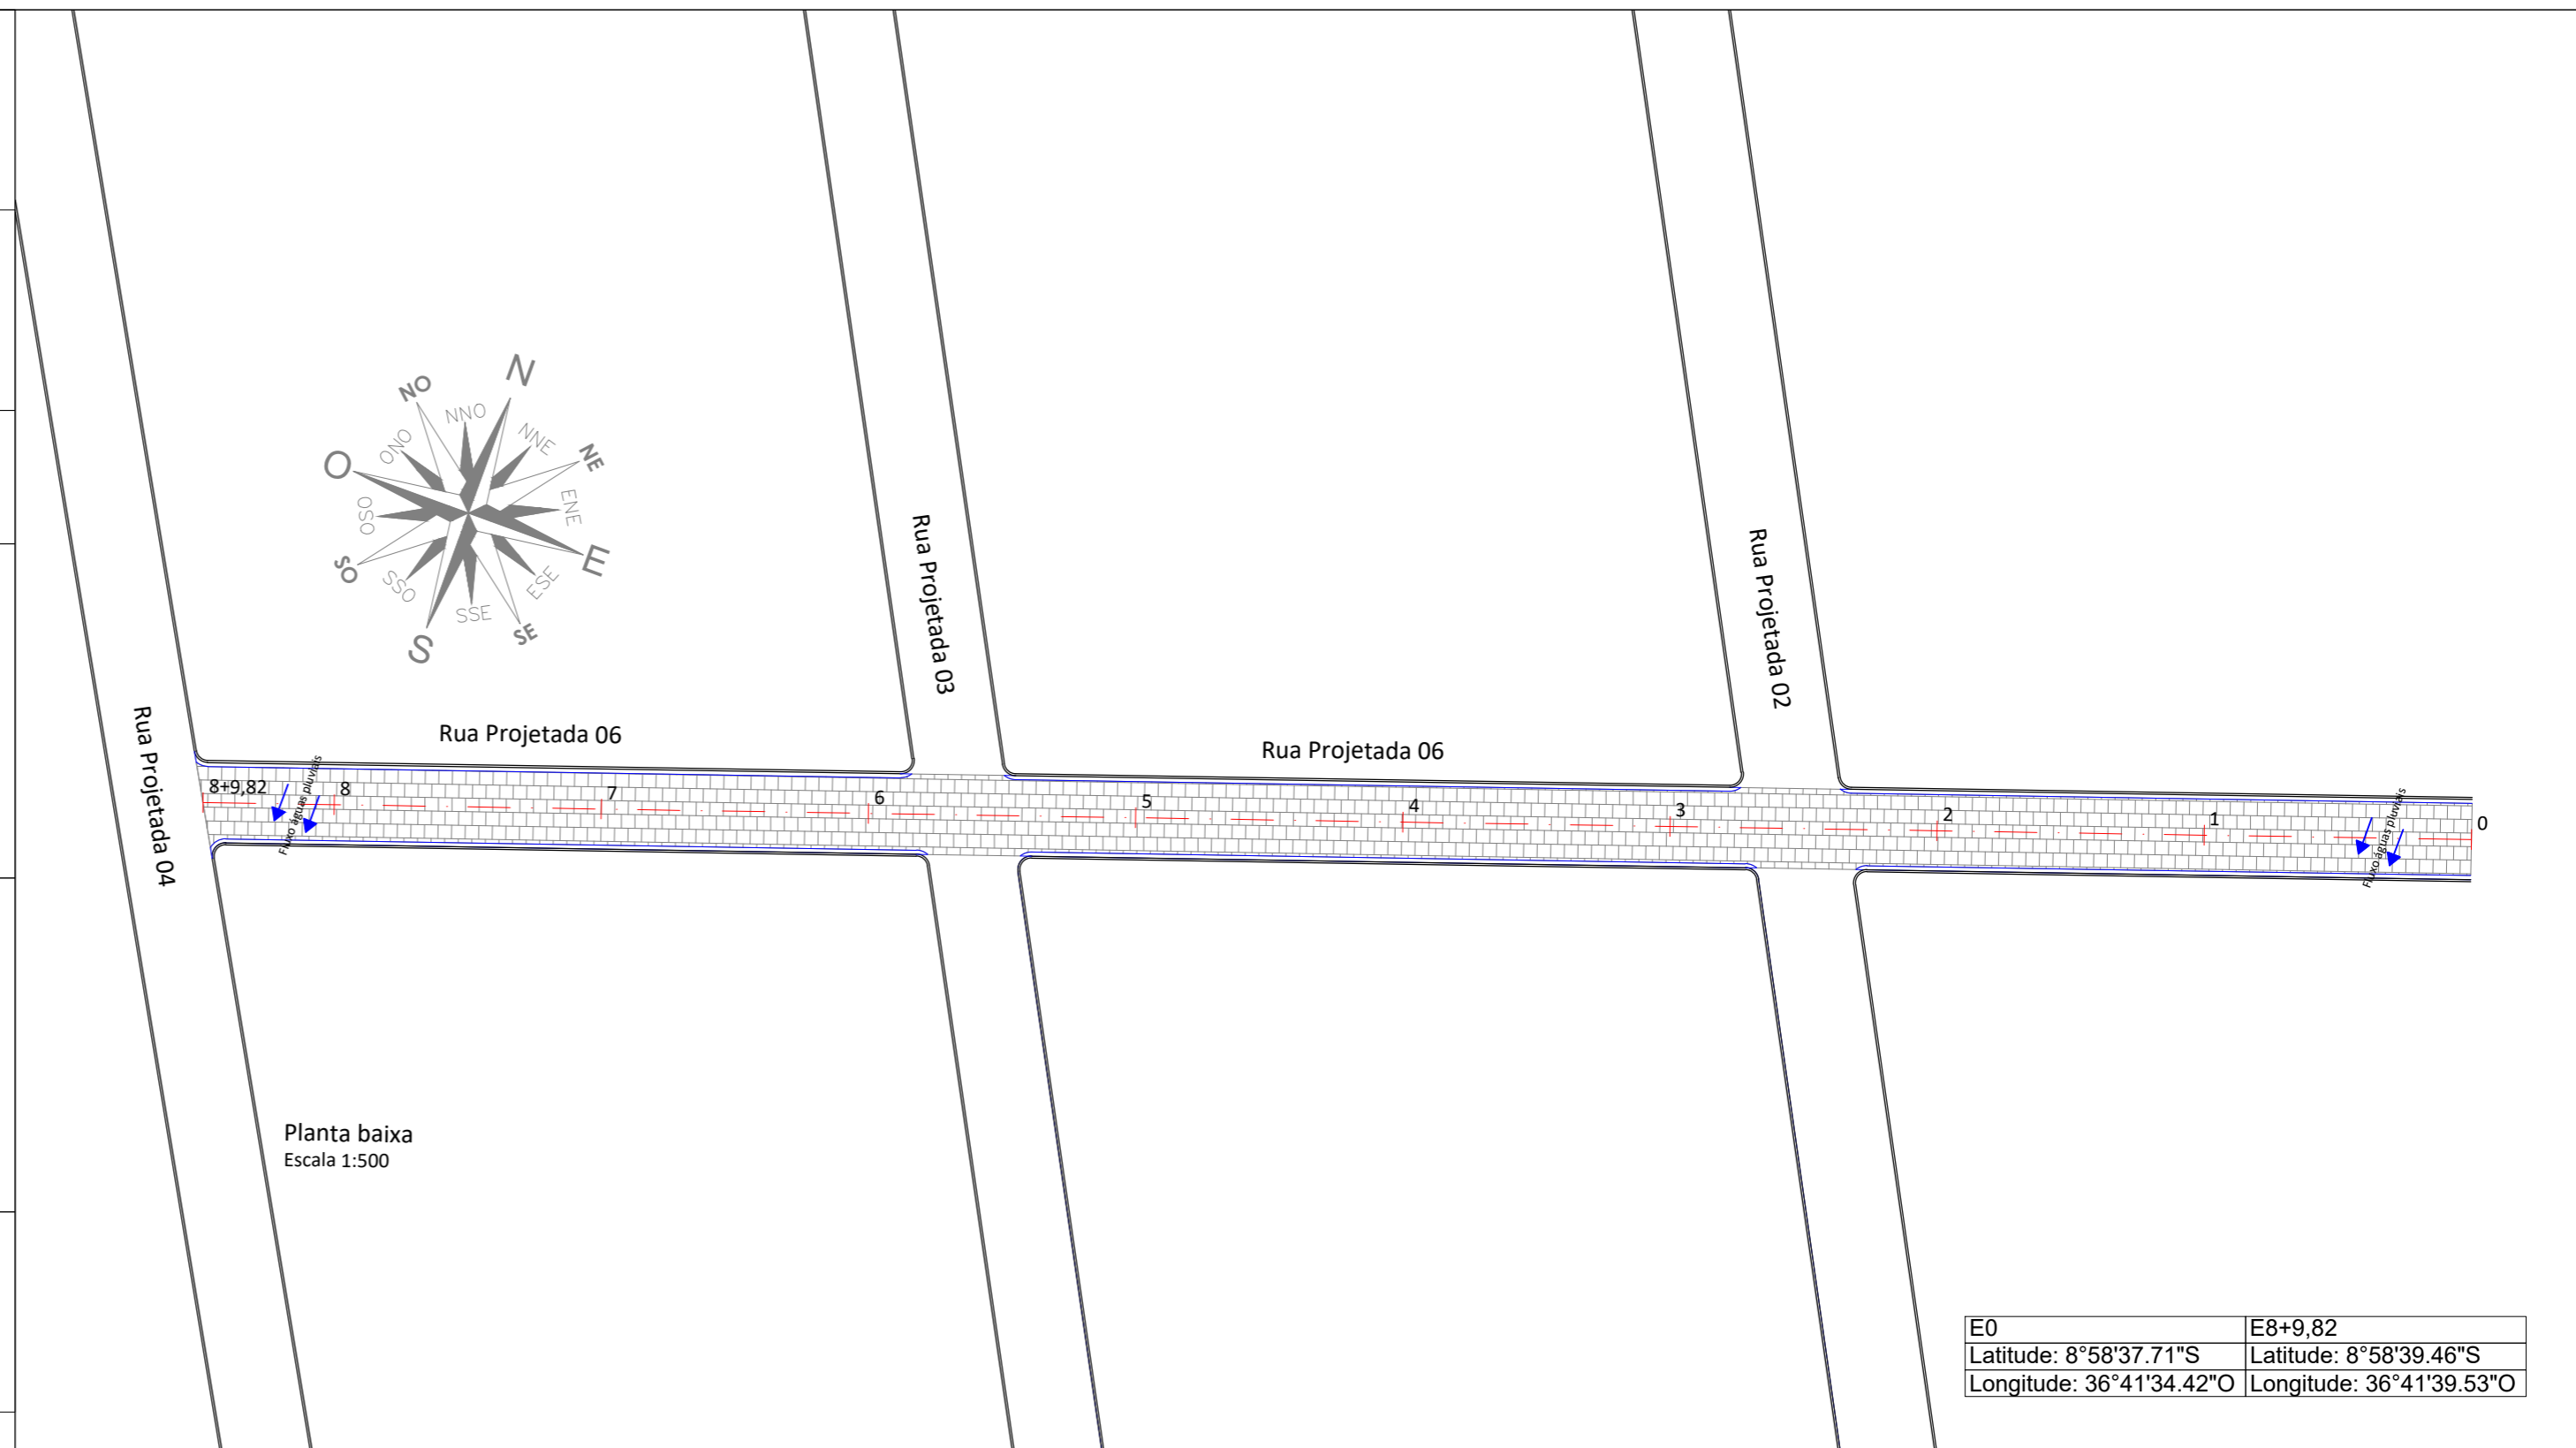 N
NO
NNO
NNE
NE
ONO
O
ENE
OSO
E
SO
SSO
ESE
SSE
SE
S
Rua Projetada 03
Rua Projetada 02
Rua Projetada 04
Rua Projetada 06
Rua Projetada 06
8+9,82
8
7
6
5
4
3
2
1
0
Fluxo águas pluviais
Fluxo águas pluviais
Planta baixa
Escala 1:500
E0
E8+9,82
Latitude: 8°58'37.71"S
Latitude: 8°58'39.46"S
Longitude: 36°41'34.42"O
Longitude: 36°41'39.53"O